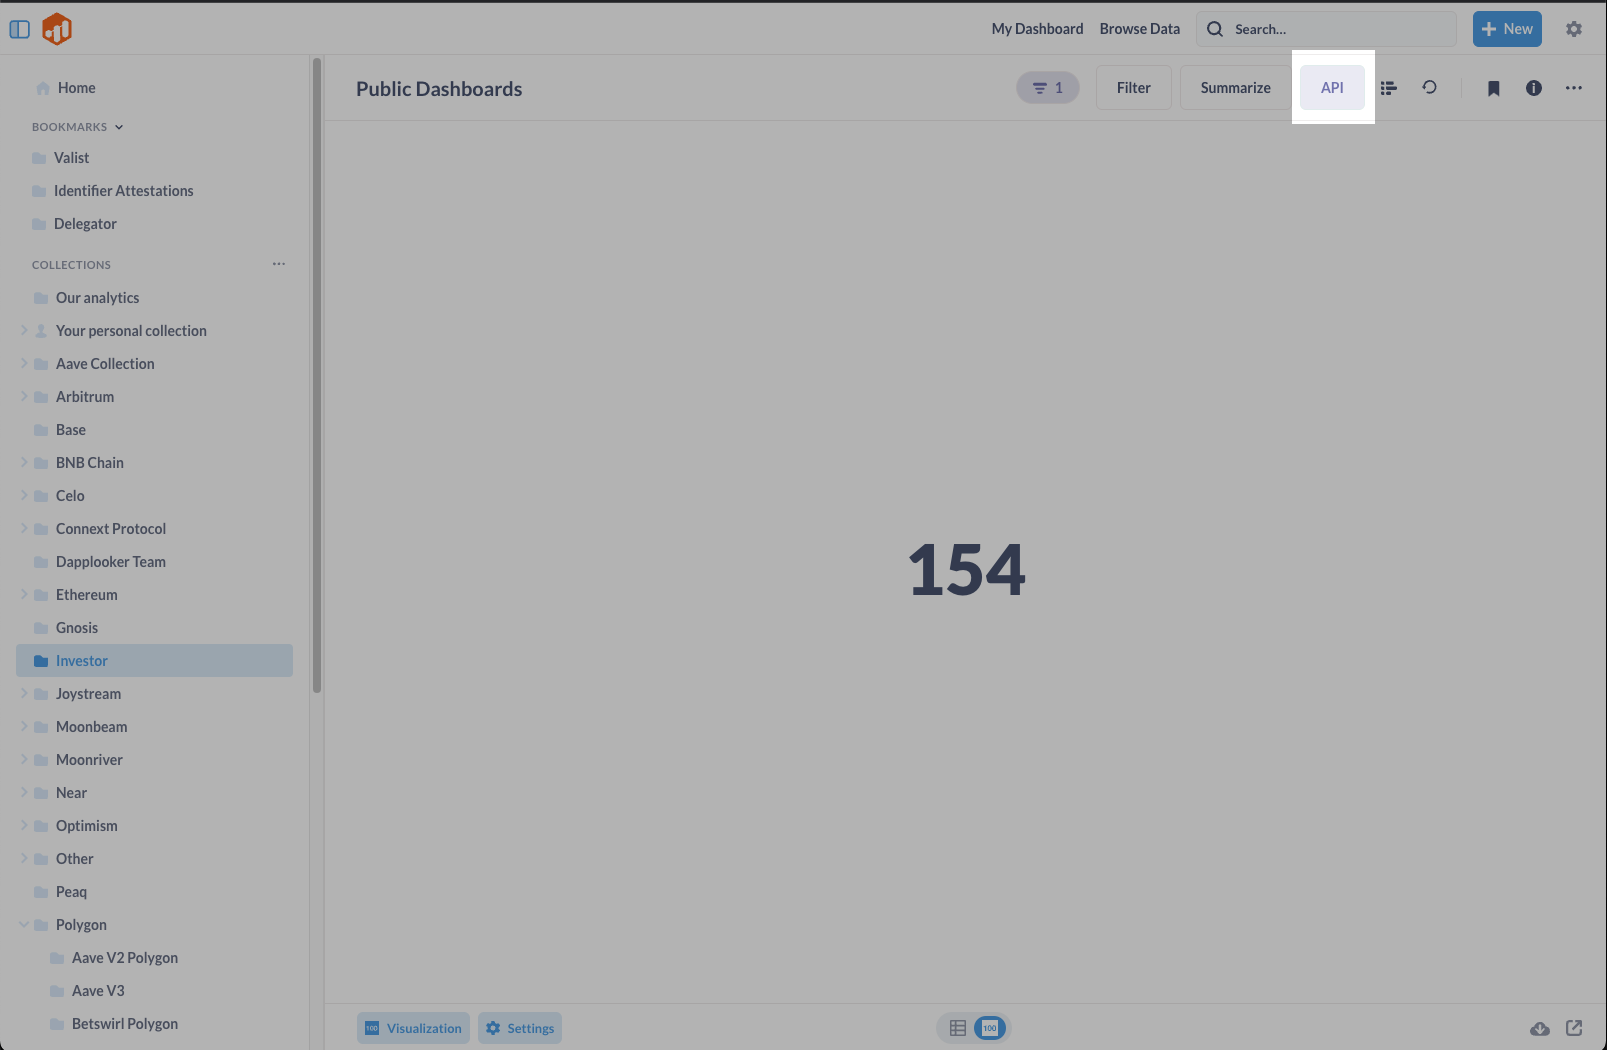 My Dashboard
Browse Data
Search...
New
Home
BOOKMARKS
Valist
Identifier Attestations
Delegator
COLLECTIONS
Our analytics
Your personal collection
Aave Collection
Arbitrum
Base
BNB Chain
Celo
Connext Protocol
Dapplooker Team
Ethereum
Gnosis
Investor
Joystream
Moonbeam
Moonriver
Near
Optimism
Other
Peaq
Polygon
Aave V2 Polygon
Aave V3
Betswirl Polygon
Public Dashboards
1
Filter
Summarize
API
154
100 Visualization
Settings
100